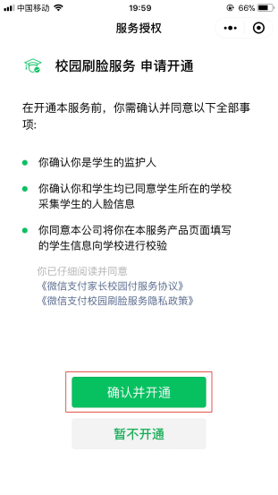 中国移动 19:59 66%
服务授权
校园刷脸服务 申请开通
在开通本服务前，你需确认并同意以下全部事
项:
你确认你是学生的监护人
你确认你和学生均已同意学生所在的学校
采集学生的人脸信息
你同意本公司将你在本服务产品页面填写
的学生信息向学校进行校验
你已仔细阅读并同意
《微信支付家长校园付服务协议》
《微信支付校园刷脸服务隐私政策》
确认并开通
暂不开通